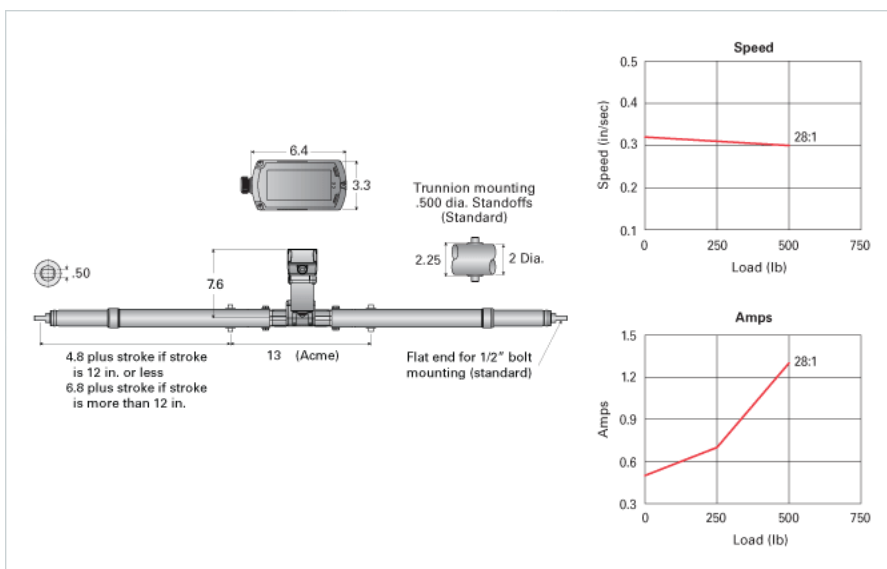 6.4
3.3
Trunnion mounting
.500 dia. Standoffs
(Standard)
2.25
2 Dia.
.50
7.6
4.8 plus stroke if stroke
is 12 in. or less
6.8 plus stroke if stroke
is more than 12 in.
13 (Acme)
Flat end for 1/2" bolt
mounting (standard)
Speed
Speed (in/sec)
0.5
0.4
0.3
0.2
0.1
28:1
0 250 500 750
Load (lb)
Amps
Amps
1.5
1.2
0.9
0.6
0.3
28:1
0 250 500 750
Load (lb)